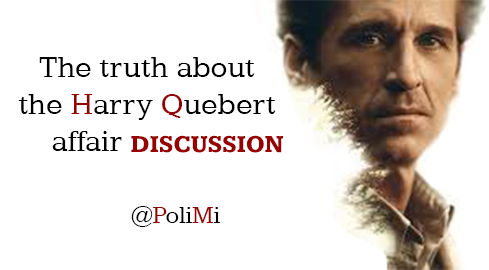 The truth about
the Harry Quebert
affair DISCUSSION
@PoliMi